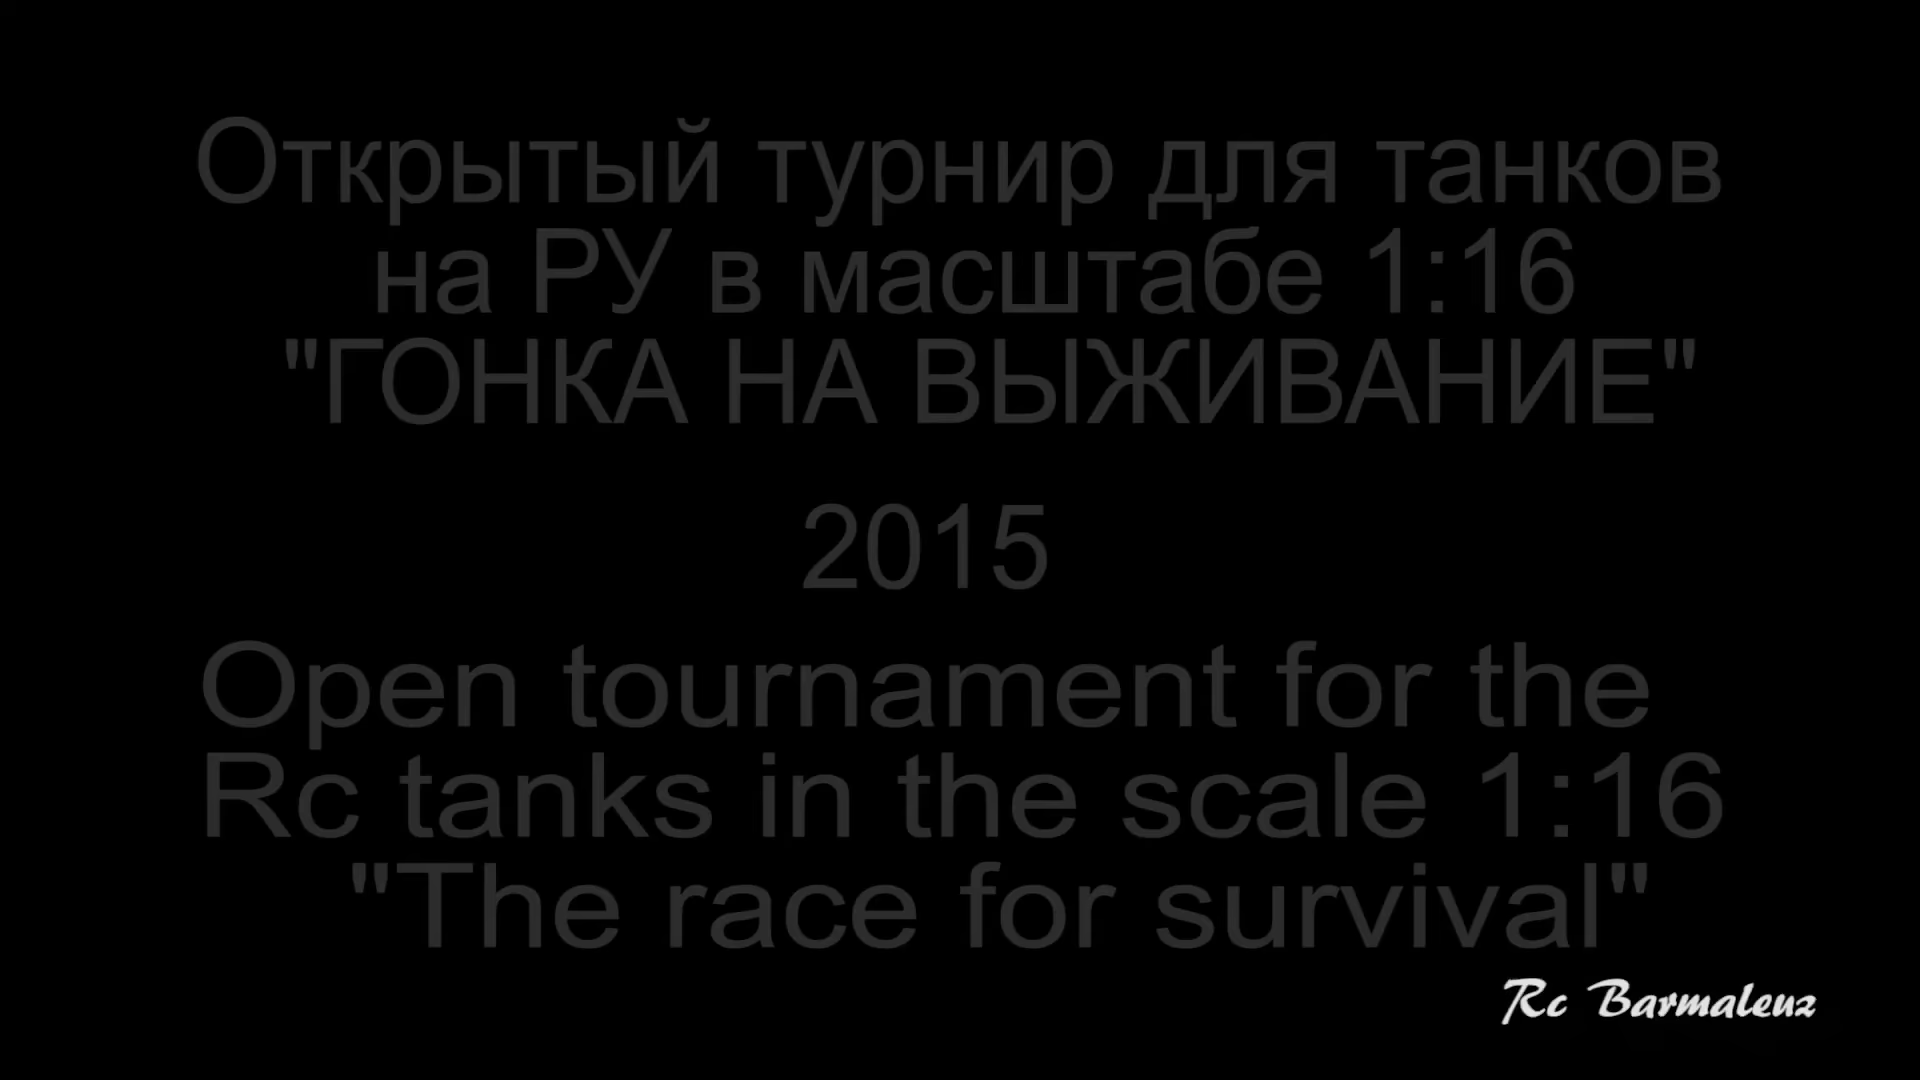 Открытый турнир для танков
на РУ в масштабе 1:16
"ГОНКА НА ВЫЖИВАНИЕ"
2015
Open tournament for the
Rc tanks in the scale 1:16
"The race for survival"
Rc Barmaleuz